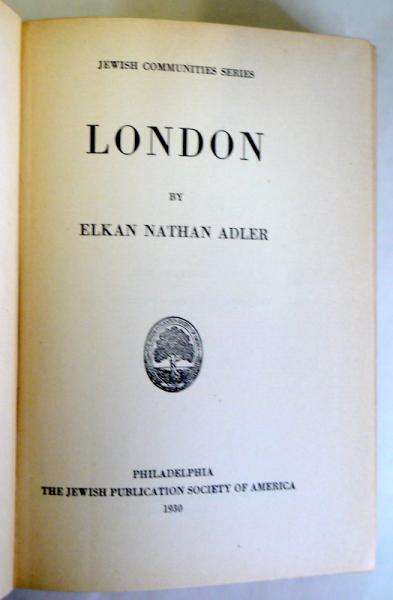 JEWISH COMMUNITIES SERIES
LONDON
BY
ELKAN NATHAN ADLER
PHILADELPHIA
THE JEWISH PUBLICATION SOCIETY OF AMERICA
1930